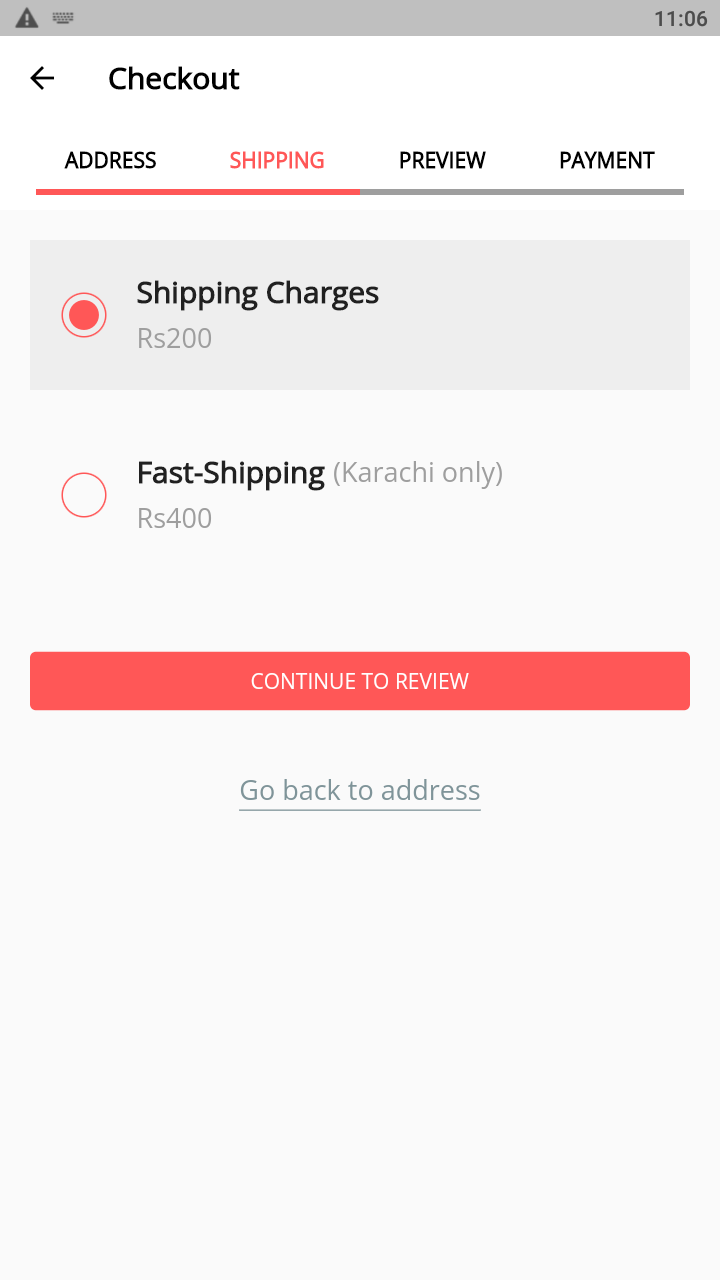 11:06
Checkout
ADDRESS SHIPPING PREVIEW PAYMENT
Shipping Charges
Rs200
Fast-Shipping (Karachi only)
Rs400
CONTINUE TO REVIEW
Go back to address